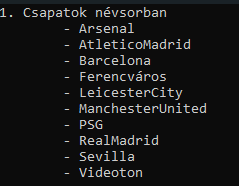 1. Csapatok névsorban
- Arsenal
- AtleticoMadrid
- Barcelona
- Ferencváros
- LeicesterCity
- ManchesterUnited
- PSG
- RealMadrid
- Sevilla
- Videoton